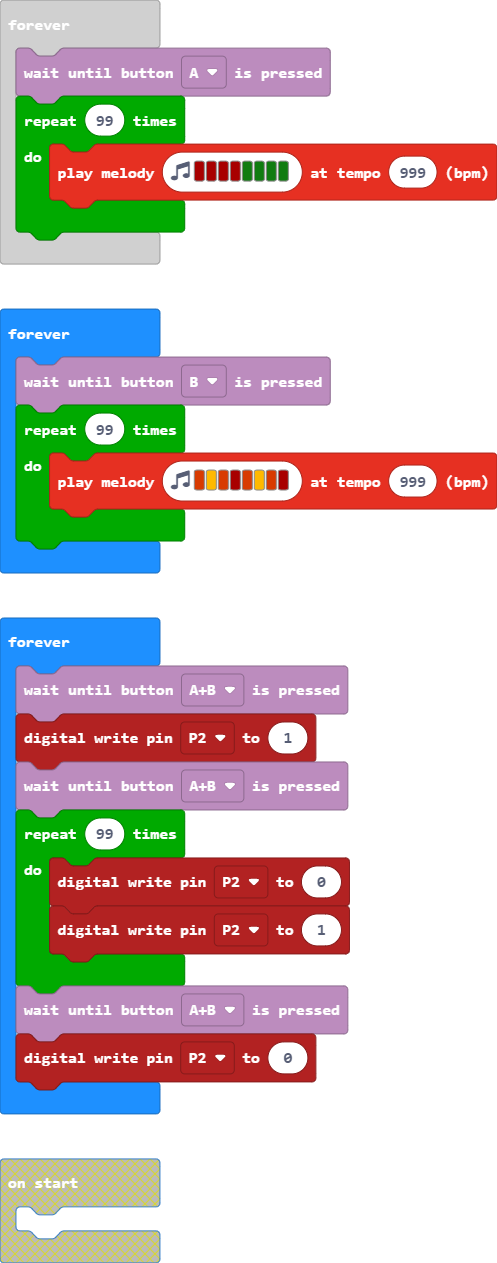 forever
wait until button A is pressed
repeat 99 times
do
play melody at tempo 999 (bpm)
forever
wait until button B is pressed
repeat 99 times
do
play melody at tempo 999 (bpm)
forever
wait until button A+B is pressed
digital write pin P2 to 1
wait until button A+B is pressed
repeat 99 times
do
digital write pin P2 to 0
digital write pin P2 to 1
wait until button A+B is pressed
digital write pin P2 to 0
on start